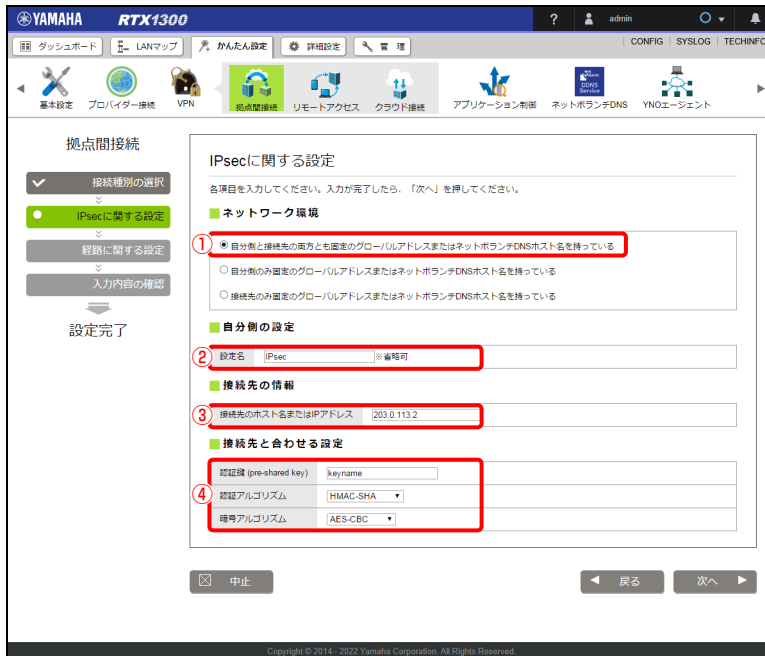 YAMAHA RTX1300 ? admin
ダッシュボード LANマップ かんたん設定 詳細設定 管 理 CONFIG SYSLOG TECHINFO
基本設定 プロバイダー接続 VPN 拠点間接続 リモートアクセス クラウド接続 アプリケーション制御 ネットボランチDNS YNOエージェント
DDNS
Service
拠点間接続
接続種別の選択
IPsecに関する設定
経路に関する設定
入力内容の確認
設定完了
IPsecに関する設定
各項目を入力してください。入力が完了したら、「次へ」を押してください。
ネットワーク環境
① 自分側と接続先の両方とも固定のグローバルアドレスまたはネットボランチDNSホスト名を持っている
自分側のみ固定のグローバルアドレスまたはネットボランチDNSホスト名を持っている
接続先のみ固定のグローバルアドレスまたはネットボランチDNSホスト名を持っている
自分側の設定
② 設定名 IPsec ※省略可
接続先の情報
③ 接続先のホスト名またはIPアドレス 203.0.113.2
接続先と合わせる設定
認証鍵 (pre-shared key) keyname
④ 認証アルゴリズム HMAC-SHA
暗号アルゴリズム AES-CBC
中止 戻る 次へ
Copyright © 2014 - 2022 Yamaha Corporation. All Rights Reserved.